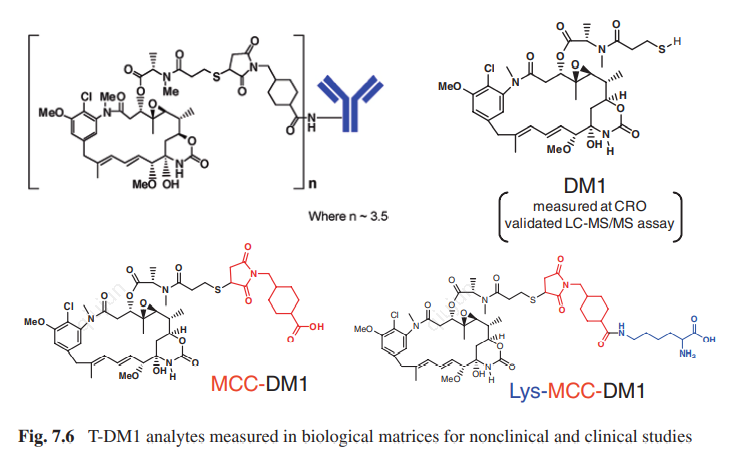 O
O
N
S
O
N
Me
O
O
O
Cl
MeO
N
Me
MeO
O
O
O
NH
O
MeO
OH
O
N
H
n
Where n ~ 3.5
O
O
N
O
S-H
O
O
Cl
N
O
MeO
H
O
N
O
OH
H
MeO
DM1
measured at CRO
validated LC-MS/MS assay
O
O
N
S
O
N
O
O
O
Cl
N
O
MeO
H
O
N
O
OH
H
MeO
OH
O
MCC-DM1
O
O
N
S
O
N
O
O
O
Cl
N
O
MeO
H
O
N
O
OH
H
MeO
O
H
N
O
OH
NH₂
Lys-MCC-DM1
Fig. 7.6 T-DM1 analytes measured in biological matrices for nonclinical and clinical studies